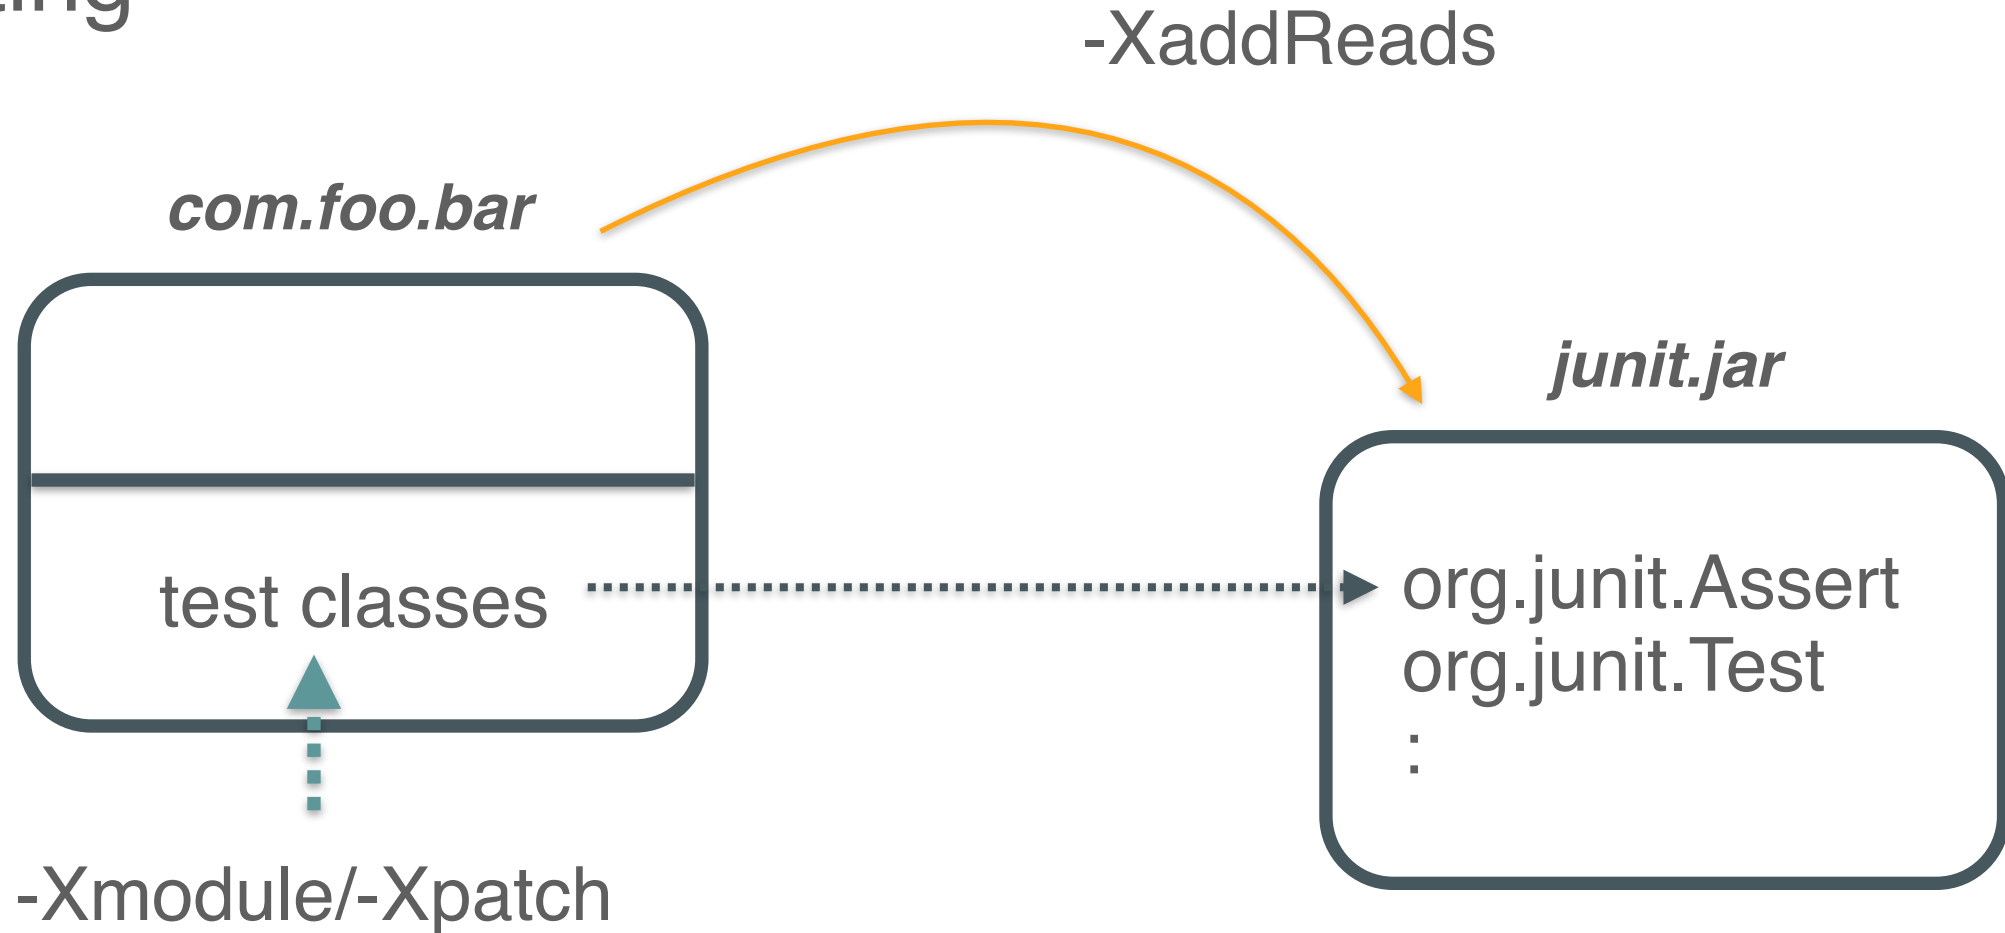 -XaddReads
com.foo.bar
junit.jar
test classes
org.junit.Assert
org.junit.Test
:
-Xmodule/-Xpatch